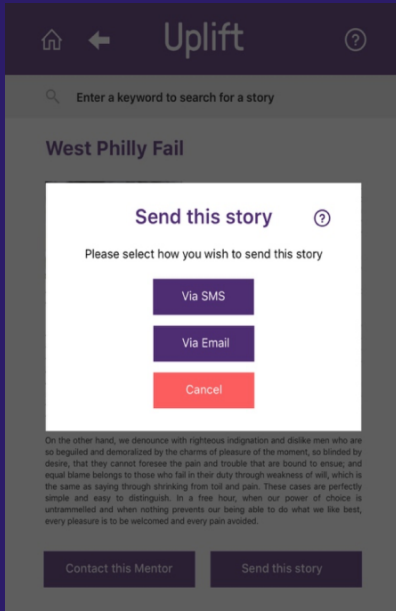 Uplift
?
Enter a keyword to search for a story
West Philly Fail
Send this story
?
Please select how you wish to send this story
Via SMS
Via Email
Cancel
On the other hand, we denounce with righteous indignation and dislike men who are
so beguiled and demoralized by the charms of pleasure of the moment, so blinded by
desire, that they cannot foresee the pain and trouble that are bound to ensue; and
equal blame belongs to those who fail in their duty through weakness of will, which is
the same as saying through shrinking from toil and pain. These cases are perfectly
simple and easy to distinguish. In a free hour, when our power of choice is
untrammelled and when nothing prevents our being able to do what we like best,
every pleasure is to be welcomed and every pain avoided.
Contact this Mentor
Send this story